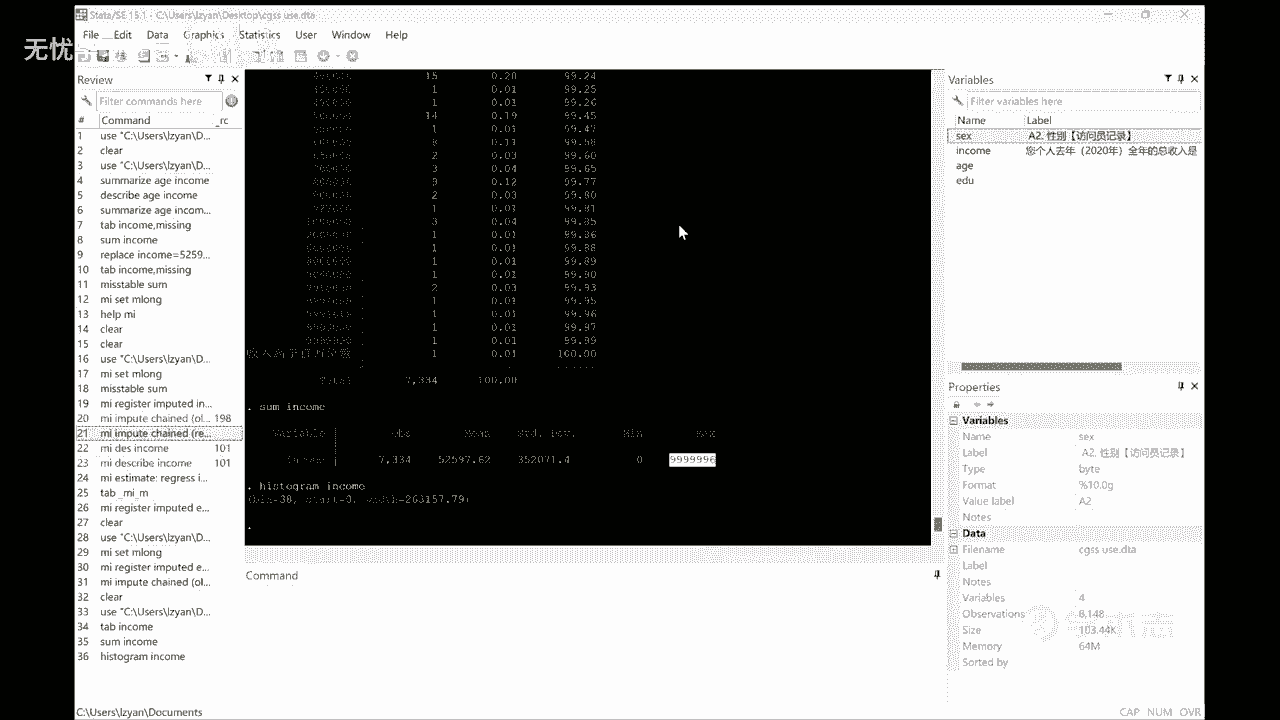 Stata/SE 15.1 - C:\Users\lzyan\Desktop\cgss use.dta
File Edit Data Graphics Statistics User Window Help
无忧
Review
Filter commands here
# Command _rc
1 use "C:\Users\lzyan\D...
2 clear
3 use "C:\Users\lzyan\D...
4 summarize age income
5 describe age income
6 summarize age incom...
7 tab income,missing
8 sum income
9 replace income=5259...
10 tab income,missing
11 misstable sum
12 mi set mlong
13 help mi
14 clear
15 clear
16 use "C:\Users\lzyan\D...
17 mi set mlong
18 misstable sum
19 mi register imputed in...
20 mi impute chained (ol... 198
21 mi impute chained (re...
22 mi des income 101
23 mi describe income 101
24 mi estimate: regress i...
25 tab _mi_m
26 mi register imputed e...
27 clear
28 use "C:\Users\lzyan\D...
29 mi set mlong
30 mi register imputed e...
31 mi impute chained (ol...
32 clear
33 use "C:\Users\lzyan\D...
34 tab income
35 sum income
36 histogram income
15 0.20 99.24
1 0.01 99.25
1 0.01 99.26
14 0.19 99.45
1 0.01 99.47
0.11 99.58
2 0.03 99.60
3 0.04 99.65
9 0.12 99.77
2 0.03 99.80
1 0.01 99.81
3 0.04 99.85
1 0.01 99.86
1 0.01 99.88
1 0.01 99.89
1 0.01 99.90
2 0.03 99.93
1 0.01 99.95
1 0.01 99.96
1 0.01 99.97
1 0.01 99.99
1 0.01 100.00
Total 7,334 100.00
. sum income
Variable Obs Mean Std. Dev. Min Max
income 7,334 52597.62 352071.4 0 9999996
. histogram income
(bin=38, start=0, width=263157.79)
.
Command
Variables
Filter variables here
Name Label
sex A2. 性别【访问员记录】
income 您个人去年（2020年）全年的总收入是
age
edu
Properties
Variables
Name sex
Label A2. 性别【访问员记录】
Type byte
Format %10.0g
Value label A2
Notes
Data
Filename cgss use.dta
Label
Notes
Variables 4
Observations 8,148
Size 103.44K
Memory 64M
Sorted by
C:\Users\lzyan\Documents
CAP NUM OVR